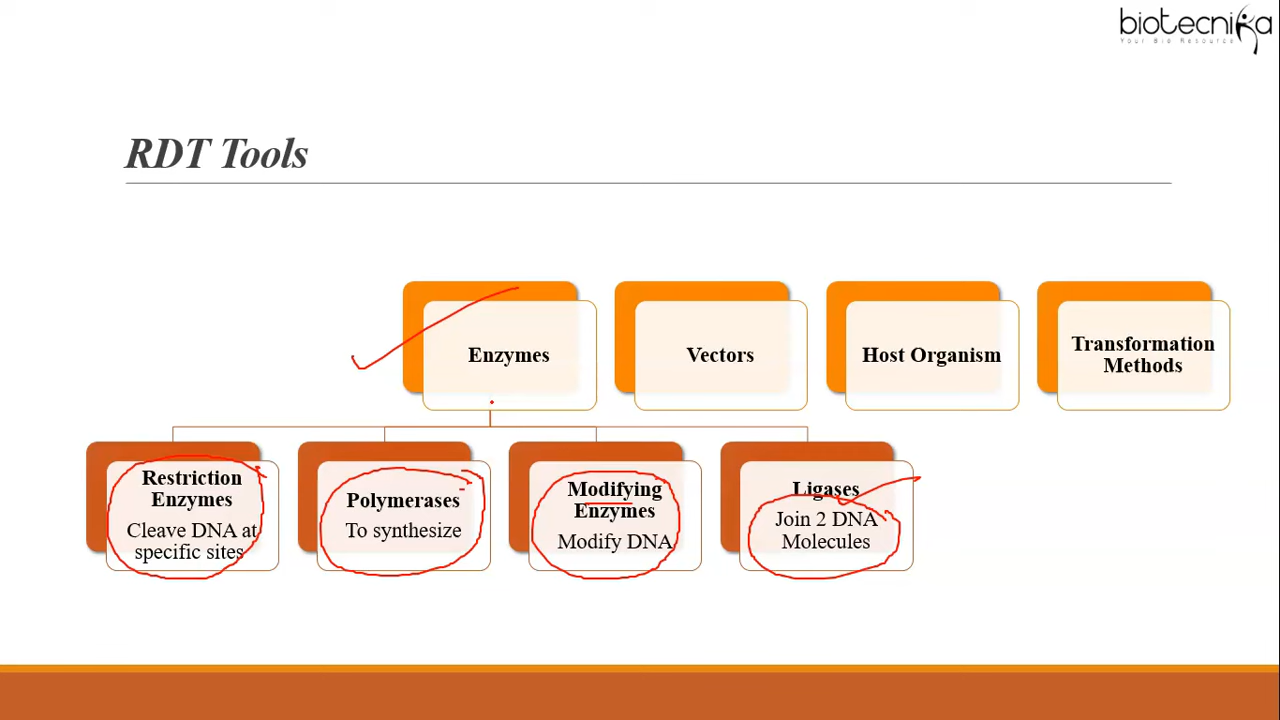 biotecnika
Your Bio Resource
RDT Tools
Enzymes
Vectors
Host Organism
Transformation
Methods
Restriction
Enzymes
Cleave DNA at
specific sites
Polymerases
To synthesize
Modifying
Enzymes
Modify DNA
Ligases
Join 2 DNA
Molecules